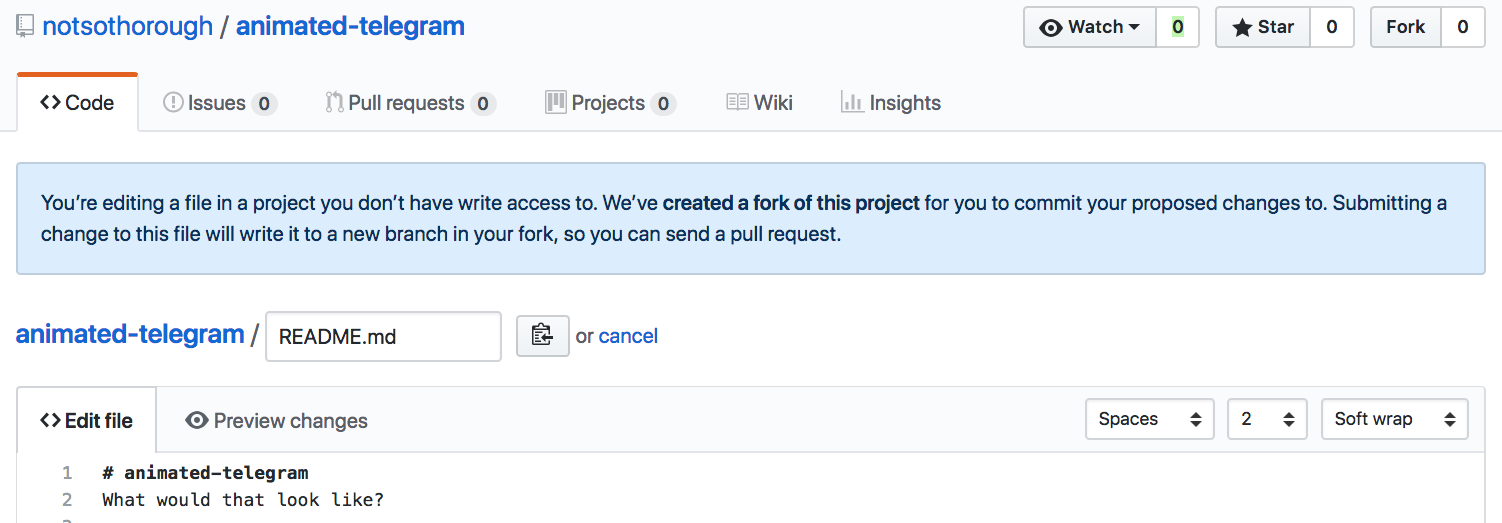 notsothorough / animated-telegram Watch 0 Star 0 Fork 0
Code Issues 0 Pull requests 0 Projects 0 Wiki Insights
You’re editing a file in a project you don’t have write access to. We’ve created a fork of this project for you to commit your proposed changes to. Submitting a
change to this file will write it to a new branch in your fork, so you can send a pull request.
animated-telegram / README.md or cancel
Edit file Preview changes Spaces 2 Soft wrap
1 # animated-telegram
2 What would that look like?